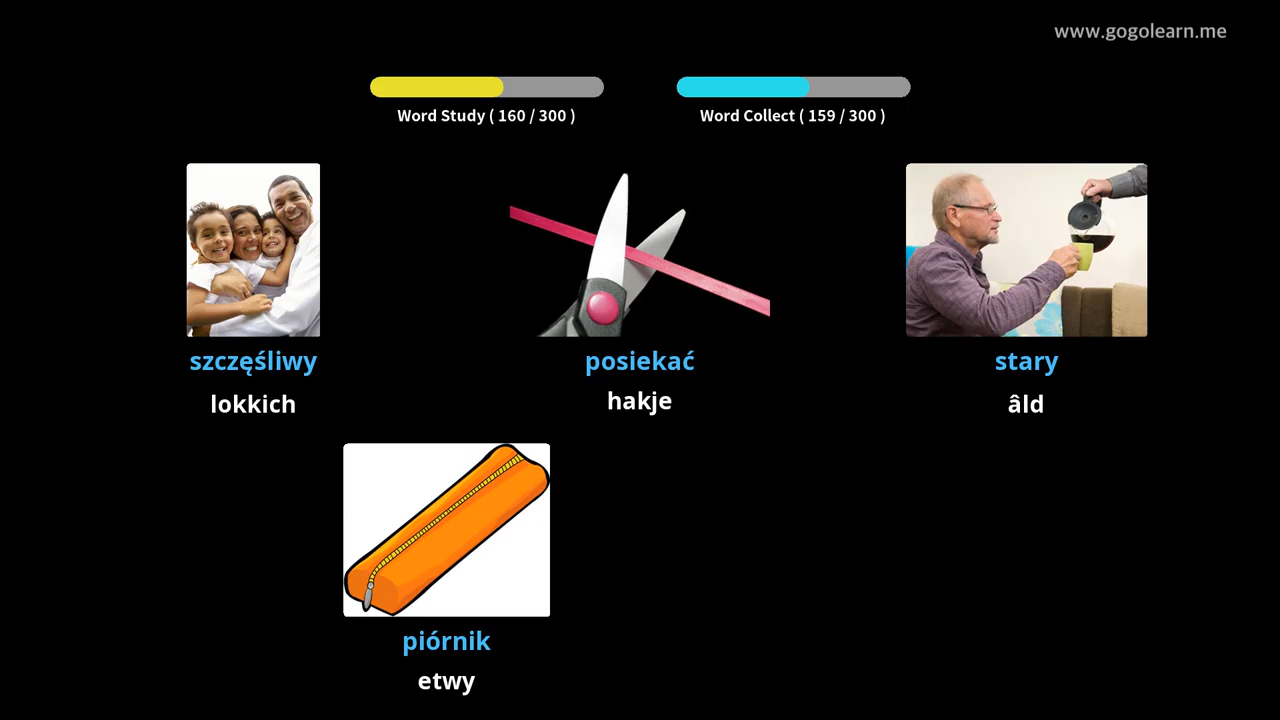 www.gogolearn.me
Word Study ( 160 / 300 )
Word Collect ( 159 / 300 )
szczęśliwy
posiekać
stary
lokkich
hakje
âld
piórnik
etwy